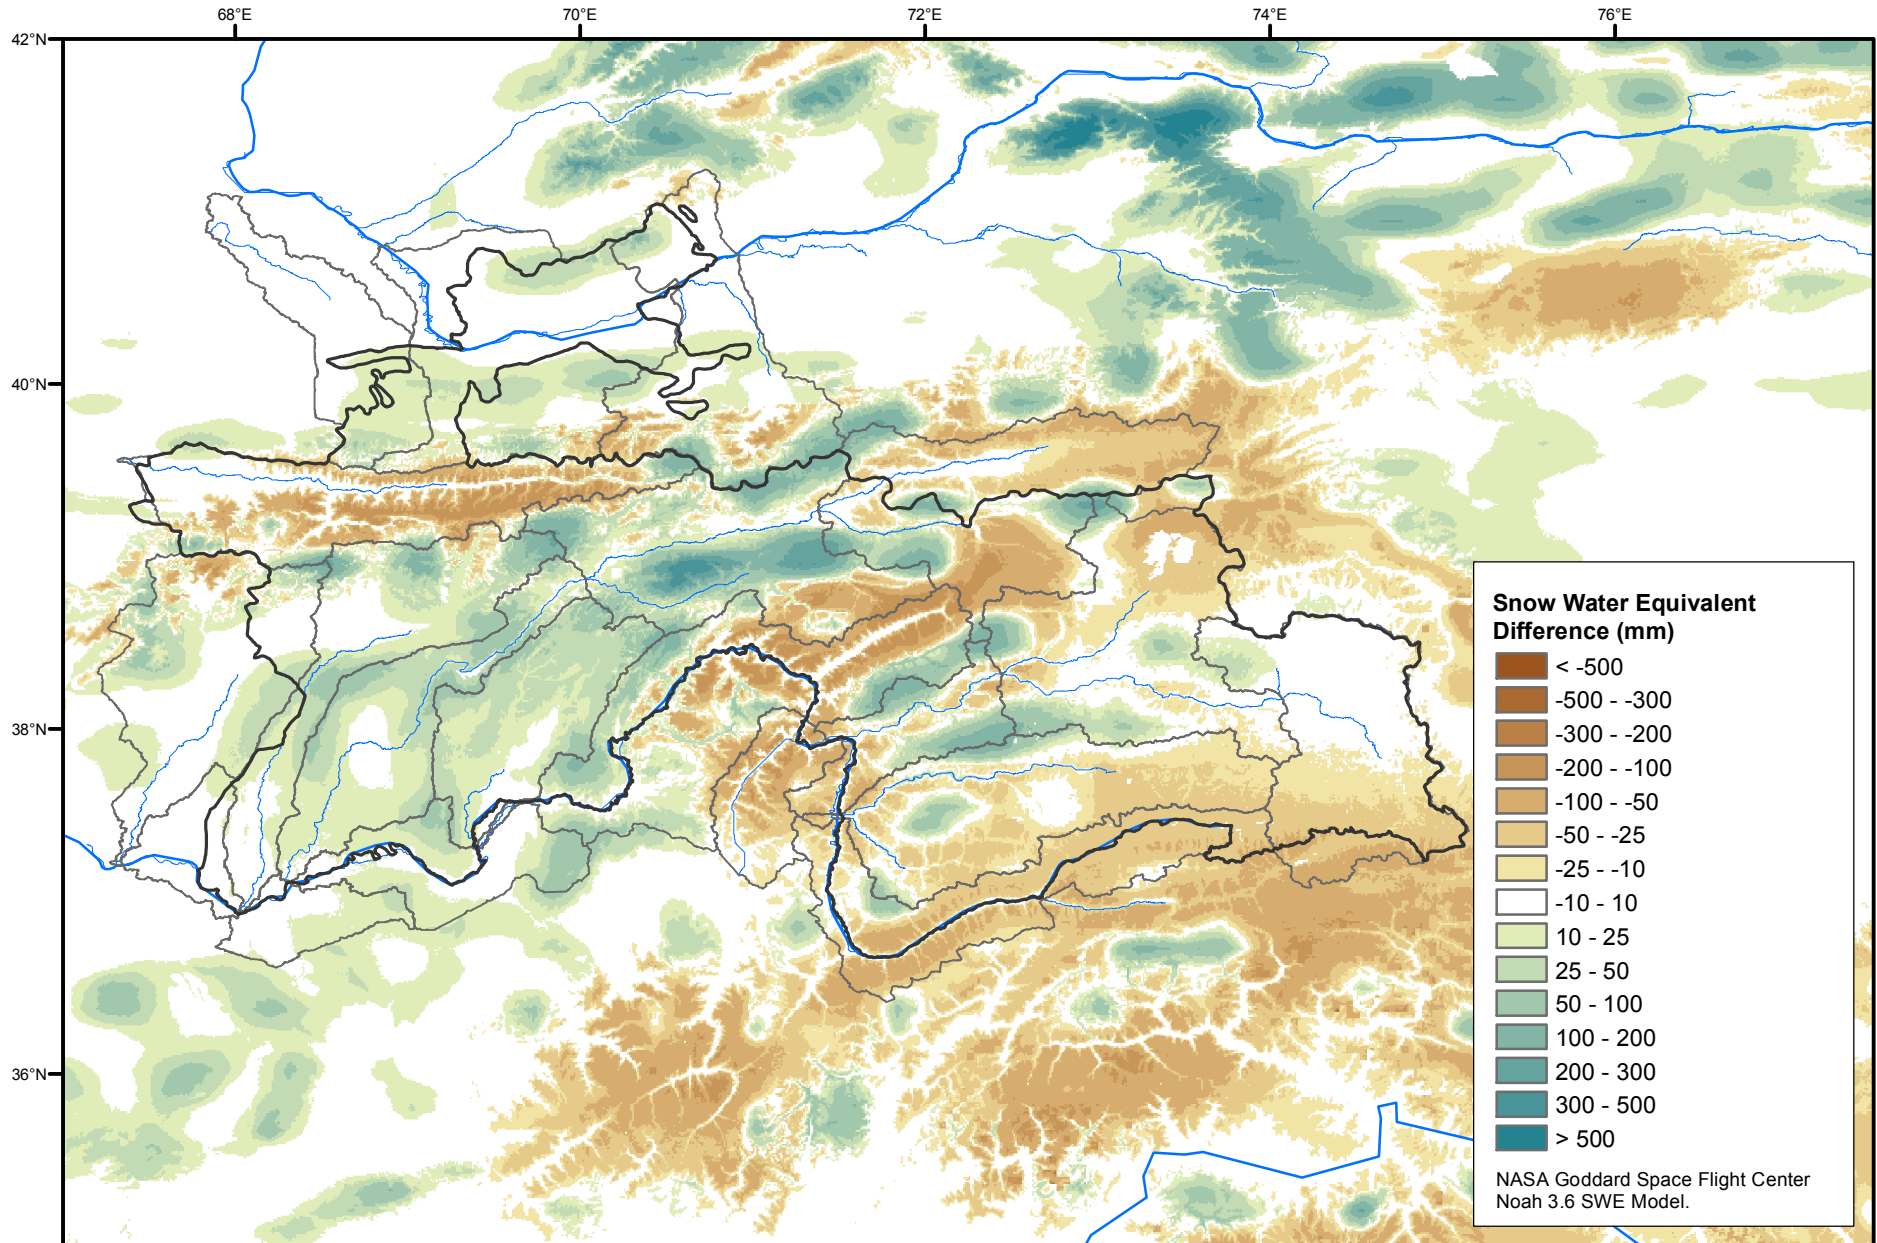 68°E 70°E 72°E 74°E 76°E
42°N
40°N
38°N
36°N
Snow Water Equivalent
Difference (mm)
< -500
-500 - -300
-300 - -200
-200 - -100
-100 - -50
-50 - -25
-25 - -10
-10 - 10
10 - 25
25 - 50
50 - 100
100 - 200
200 - 300
300 - 500
> 500
NASA Goddard Space Flight Center
Noah 3.6 SWE Model.